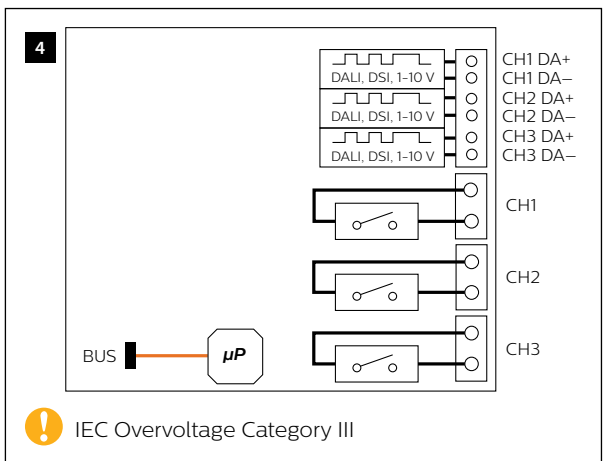 4
DALI, DSI, 1-10 V
CH1 DA+
CH1 DA–
DALI, DSI, 1-10 V
CH2 DA+
CH2 DA–
DALI, DSI, 1-10 V
CH3 DA+
CH3 DA–
CH1
CH2
CH3
BUS
µP
! IEC Overvoltage Category III